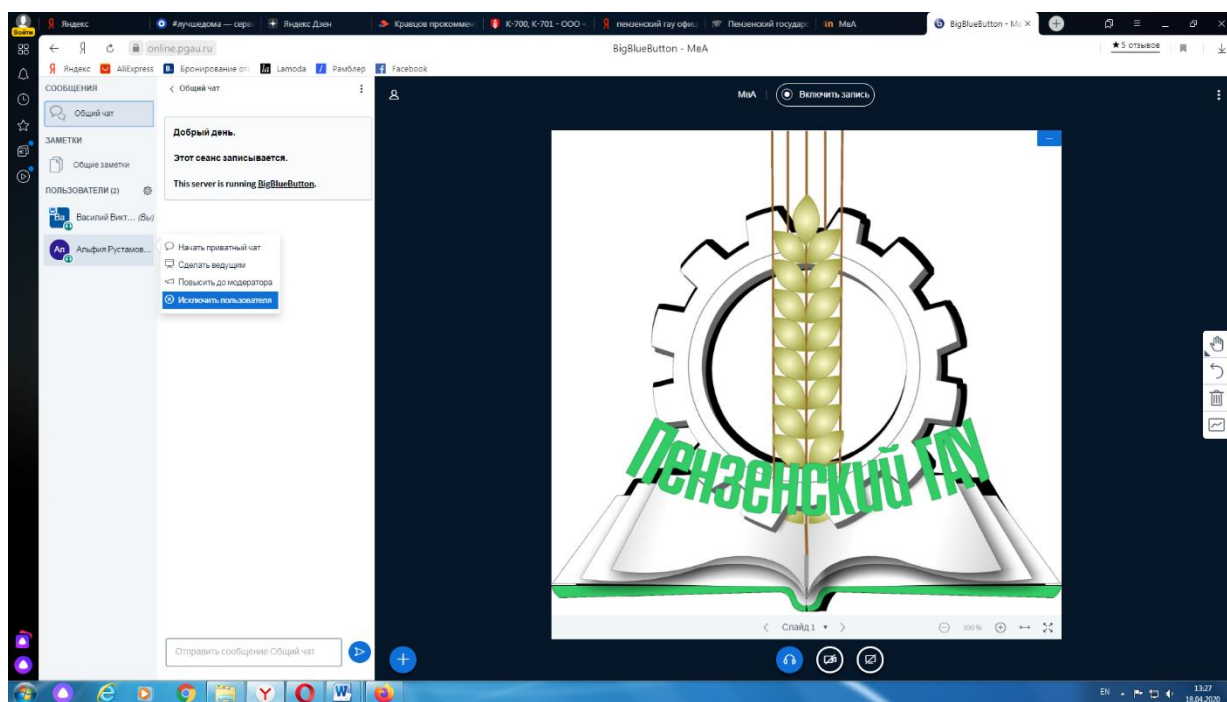 Войти
Яндекс
#лучшедома — серв
Яндекс Дзен
Кравцов прокоммен
К-700, К-701 - ООО
пензенский гау офиц
Пензенский государс
МвА
BigBlueButton - Мв
online.pgau.ru
BigBlueButton - МвА
★5 отзывов
Яндекс
AliExpress
Бронирование от
Lamoda
Рамблер
Facebook
СООБЩЕНИЯ
Общий чат
ЗАМЕТКИ
Общие заметки
ПОЛЬЗОВАТЕЛИ (2)
Ва
Василий Викт... (Вы)
Ал
Альфия Рустамов...
Общий чат
Добрый день.
Этот сеанс записывается.
This server is running BigBlueButton.
Начать приватный чат
Сделать ведущим
Повысить до модератора
Исключить пользователя
Отправить сообщение Общий чат
МвА
Включить запись
ПЕНЗЕНСКИЙ ГАУ
Слайд 1
100%
EN
13:27
18.04.2020